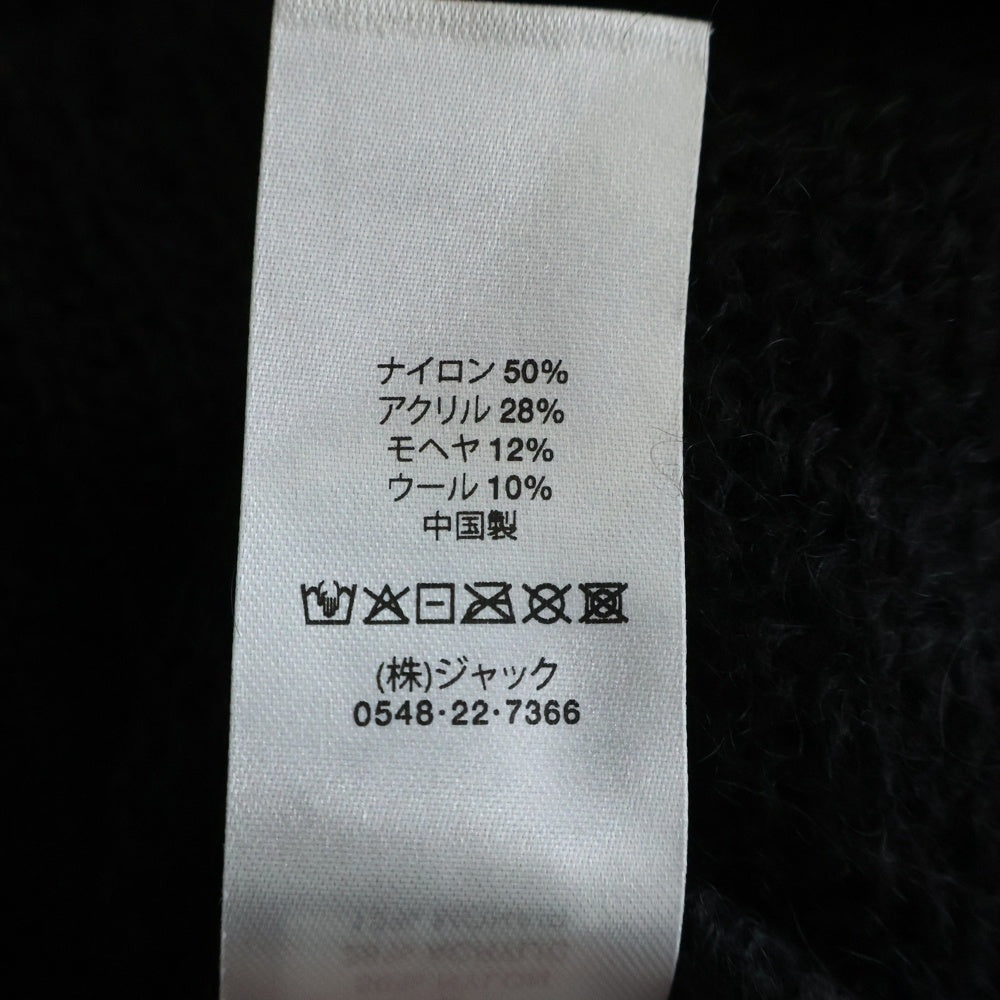 ナイロン 50%
アクリル 28%
モヘヤ 12%
ウール 10%
中国製
(株)ジャック
0548・22・7366